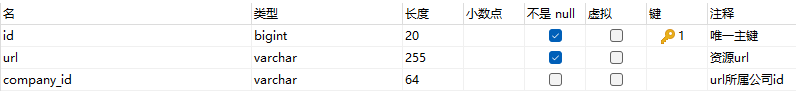 名 类型 长度 小数点 不是 null 虚拟 键 注释
id bigint 20 1 唯一主键
url varchar 255 资源url
company_id varchar 64 url所属公司id